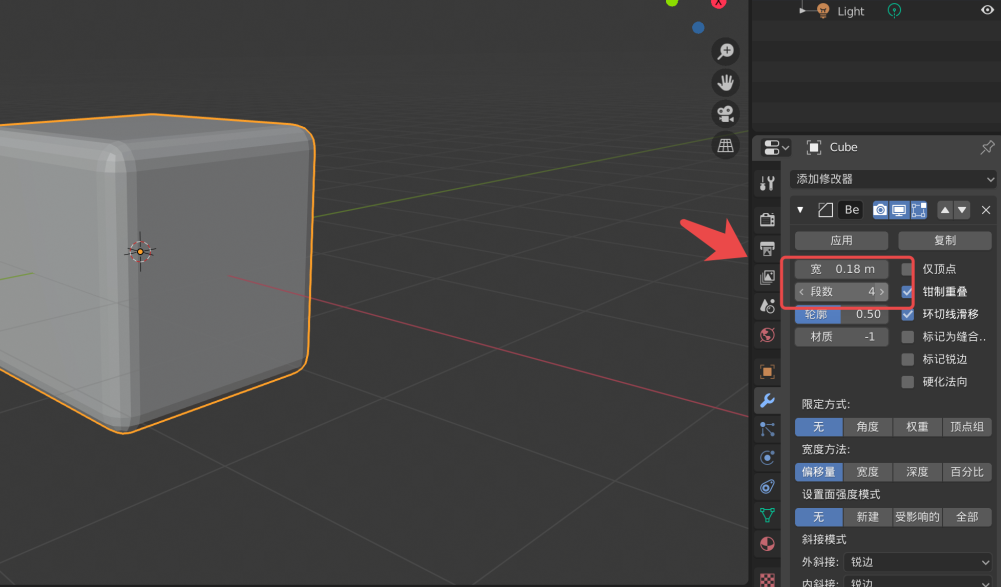 X
Light
Cube
添加修改器
Be
应用 复制
宽 0.18 m 仅顶点
段数 4 钳制重叠
轮廓 0.50 环切线滑移
材质 -1 标记为缝合..
标记锐边
硬化法向
限定方式:
无 角度 权重 顶点组
宽度方法:
偏移量 宽度 深度 百分比
设置面强度模式
无 新建 受影响的 全部
斜接模式
外斜接: 锐边
内斜接: 锐边